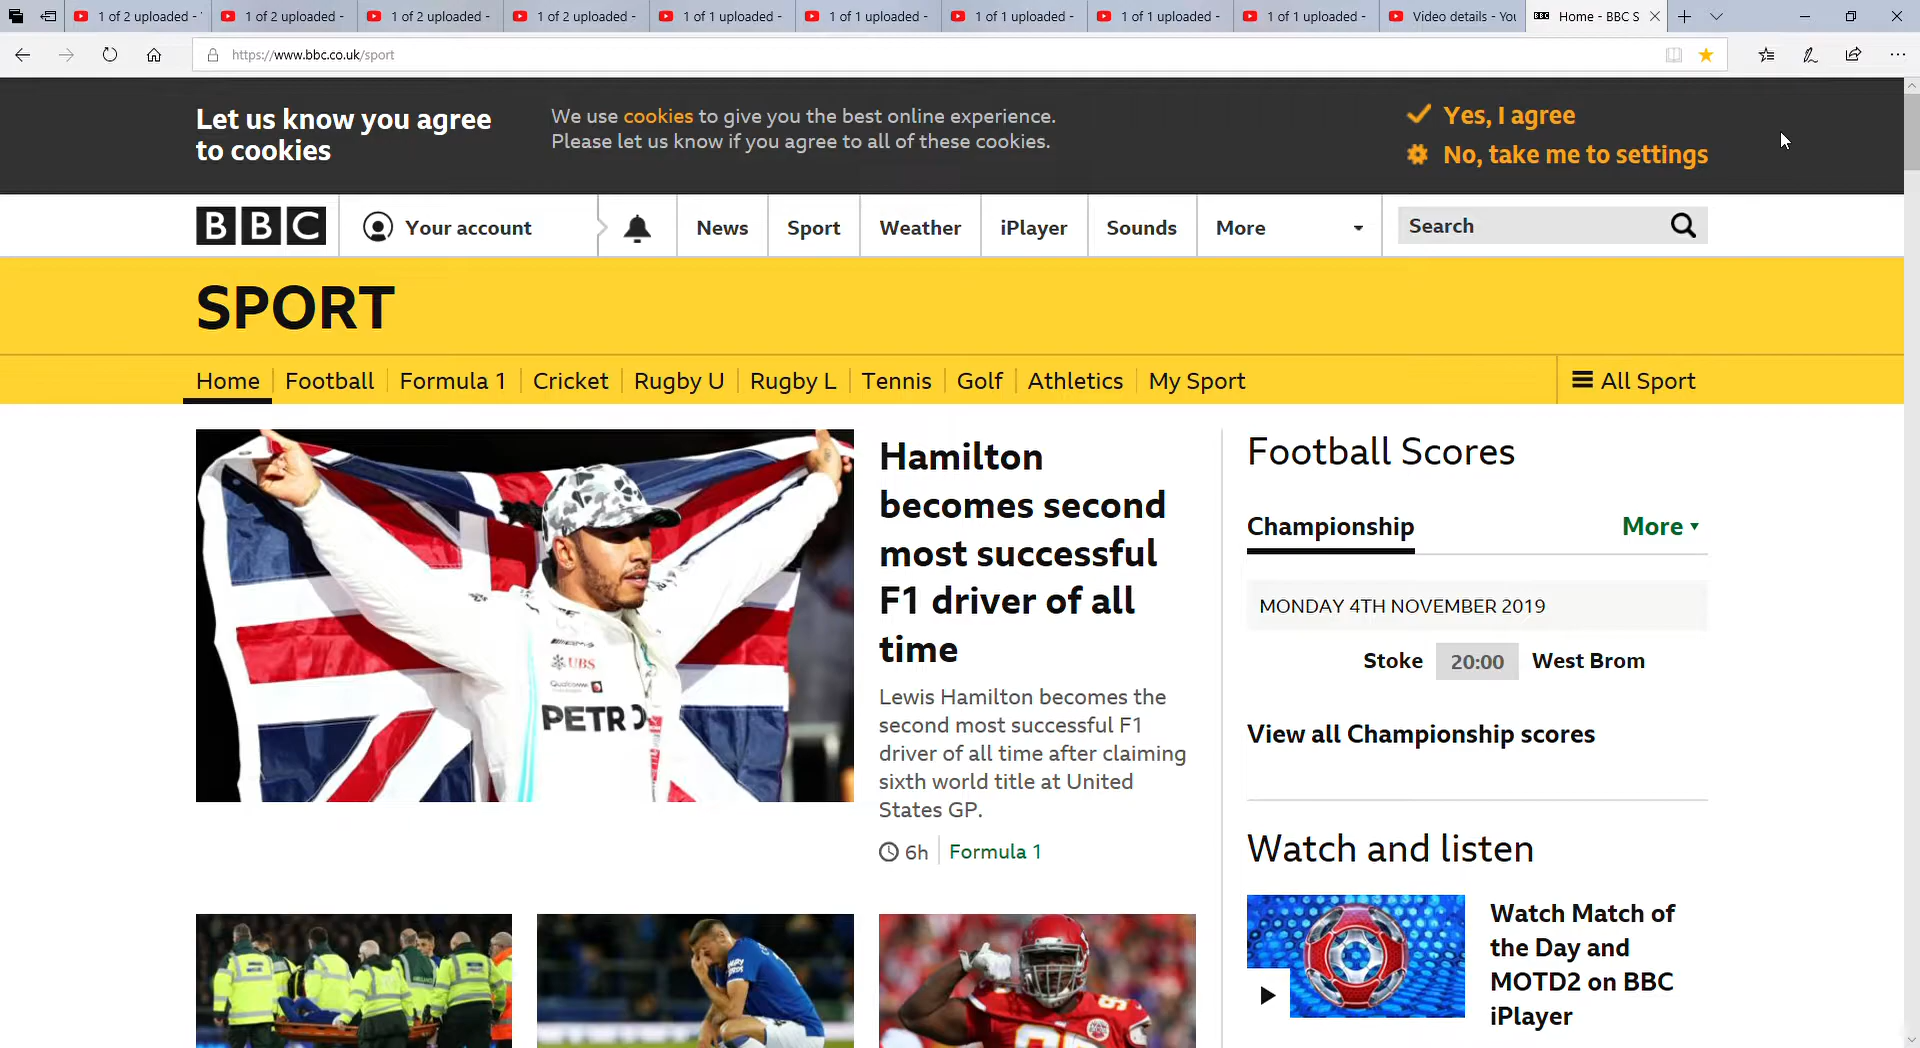 1 of 2 uploaded -
1 of 2 uploaded -
1 of 2 uploaded -
1 of 2 uploaded -
1 of 1 uploaded -
1 of 1 uploaded -
1 of 1 uploaded -
1 of 1 uploaded -
1 of 1 uploaded -
Video details - You
BBC Home - BBC S
https://www.bbc.co.uk/sport
Let us know you agree
to cookies
We use cookies to give you the best online experience.
Please let us know if you agree to all of these cookies.
Yes, I agree
No, take me to settings
BBC
Your account
News
Sport
Weather
iPlayer
Sounds
More
Search
SPORT
Home
Football
Formula 1
Cricket
Rugby U
Rugby L
Tennis
Golf
Athletics
My Sport
All Sport
UBS
Qualcomm
PETRO
Hamilton
becomes second
most successful
F1 driver of all
time
Lewis Hamilton becomes the
second most successful F1
driver of all time after claiming
sixth world title at United
States GP.
6h
Formula 1
Football Scores
Championship
More
MONDAY 4TH NOVEMBER 2019
Stoke 20:00 West Brom
View all Championship scores
Watch and listen
Watch Match of
the Day and
MOTD2 on BBC
iPlayer